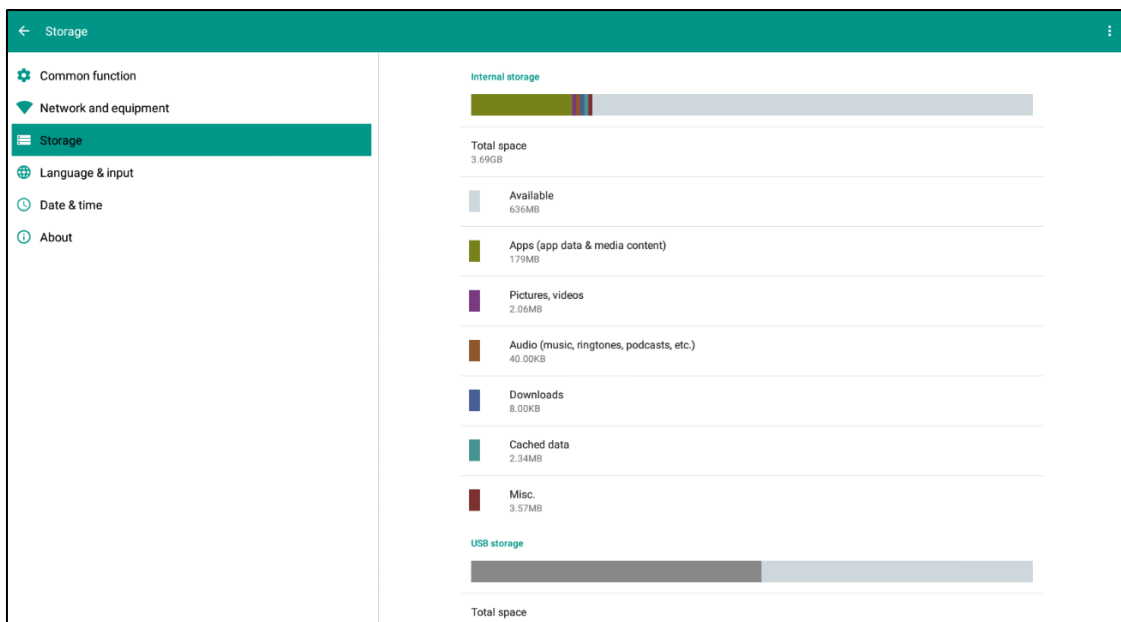 Storage
Common function
Network and equipment
Storage
Language & input
Date & time
About
Internal storage
Total space
3.69GB
Available
636MB
Apps (app data & media content)
179MB
Pictures, videos
2.06MB
Audio (music, ringtones, podcasts, etc.)
40.00KB
Downloads
8.00KB
Cached data
2.34MB
Misc.
3.57MB
USB storage
Total space